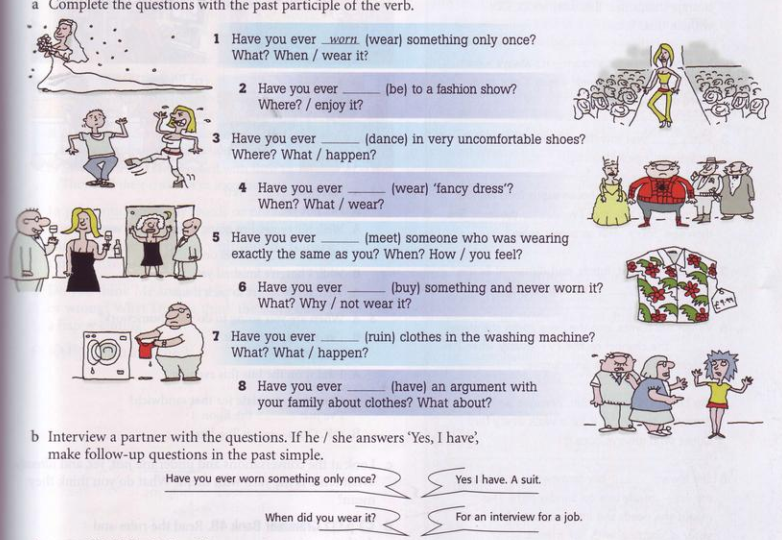 a Complete the questions with the past participle of the verb.
1 Have you ever worn (wear) something only once?
What? When / wear it?
2 Have you ever ______ (be) to a fashion show?
Where? / enjoy it?
3 Have you ever ______ (dance) in very uncomfortable shoes?
Where? What / happen?
4 Have you ever ______ (wear) ‘fancy dress’?
When? What / wear?
5 Have you ever ______ (meet) someone who was wearing
exactly the same as you? When? How / you feel?
6 Have you ever ______ (buy) something and never worn it?
What? Why / not wear it?
£9.99
7 Have you ever ______ (ruin) clothes in the washing machine?
What? What / happen?
8 Have you ever ______ (have) an argument with
your family about clothes? What about?
b Interview a partner with the questions. If he / she answers ‘Yes, I have’,
make follow-up questions in the past simple.
Have you ever worn something only once?
Yes I have. A suit.
When did you wear it?
For an interview for a job.